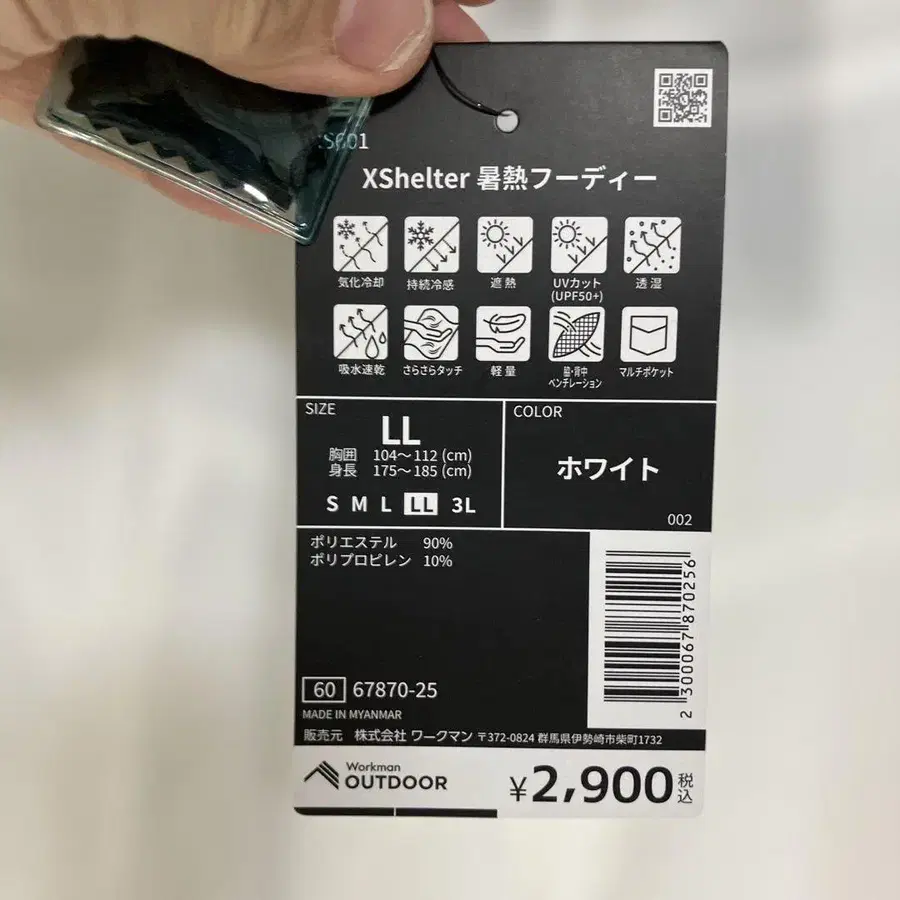 S601
XShelter 暑熱フーディー
気化冷却 持続冷感 遮熱 UVカット 透湿
(UPF50+)
吸水速乾 さらさらタッチ 軽量 脇・背中 マルチポケット
ベンチレーション
SIZE
LL
胸囲 104～112 (cm)
身長 175～185 (cm)
S M L LL 3L
COLOR
ホワイト
002
ポリエステル 90%
ポリプロピレン 10%
2 300067 870256
60 67870-25
MADE IN MYANMAR
販売元 株式会社 ワークマン 〒372-0824 群馬県伊勢崎市柴町1732
Workman
OUTDOOR
¥2,900 税込